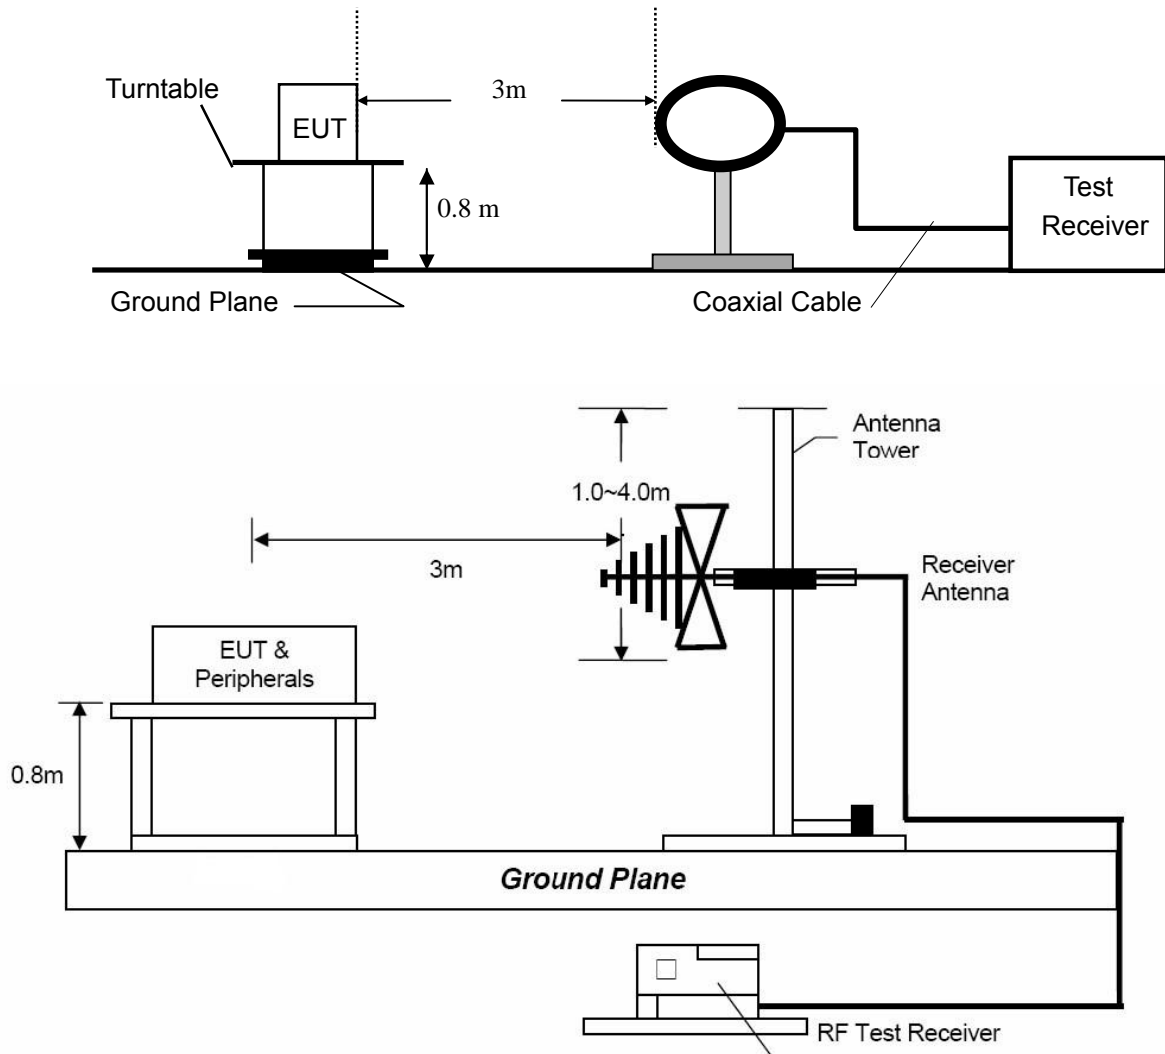 Turntable
EUT
3m
0.8 m
Test
Receiver
Ground Plane
Coaxial Cable
Antenna
Tower
1.0~4.0m
3m
Receiver
Antenna
EUT &
Peripherals
0.8m
Ground Plane
RF Test Receiver